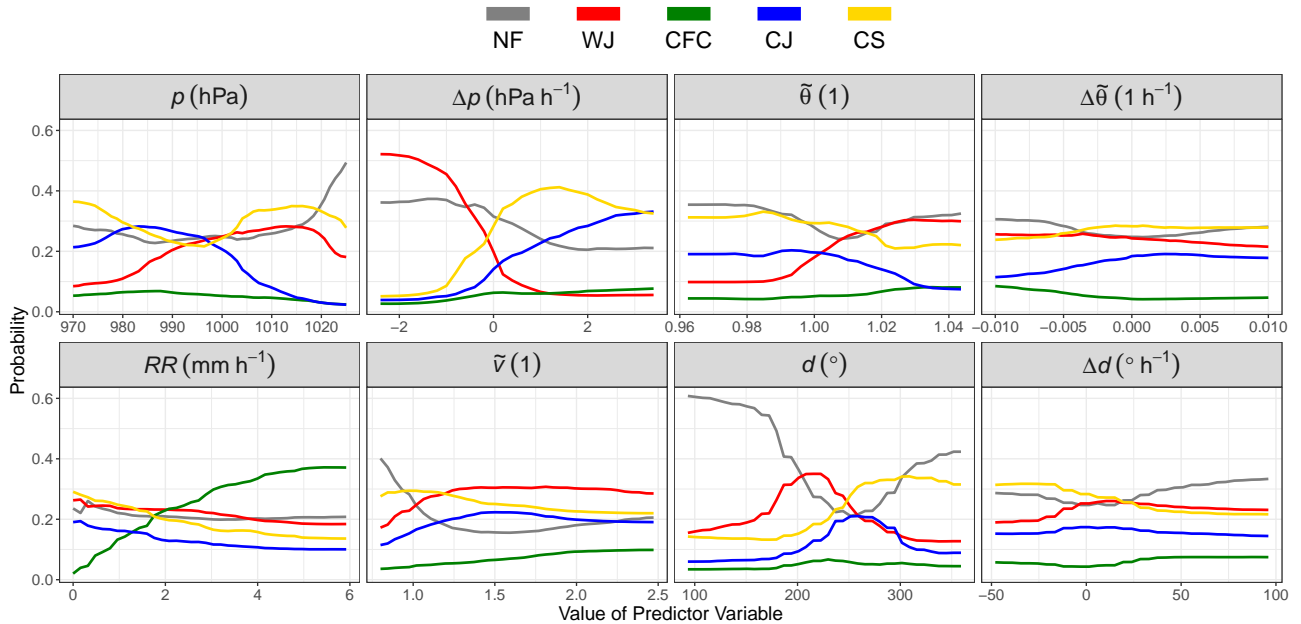 NF WJ CFC CJ CS
p (hPa) Δp (hPa h⁻¹) θ̃ (1) Δθ̃ (1 h⁻¹)
0.6
0.4
0.2
0.0
970 980 990 1000 1010 1020 −2 0 2 0.96 0.98 1.00 1.02 1.04 −0.010 −0.005 0.000 0.005 0.010
Probability
RR (mm h⁻¹) ṽ (1) d (°) Δd (° h⁻¹)
0.6
0.4
0.2
0.0
0 2 4 6 1.0 1.5 2.0 2.5 100 200 300 −50 0 50 100
Value of Predictor Variable